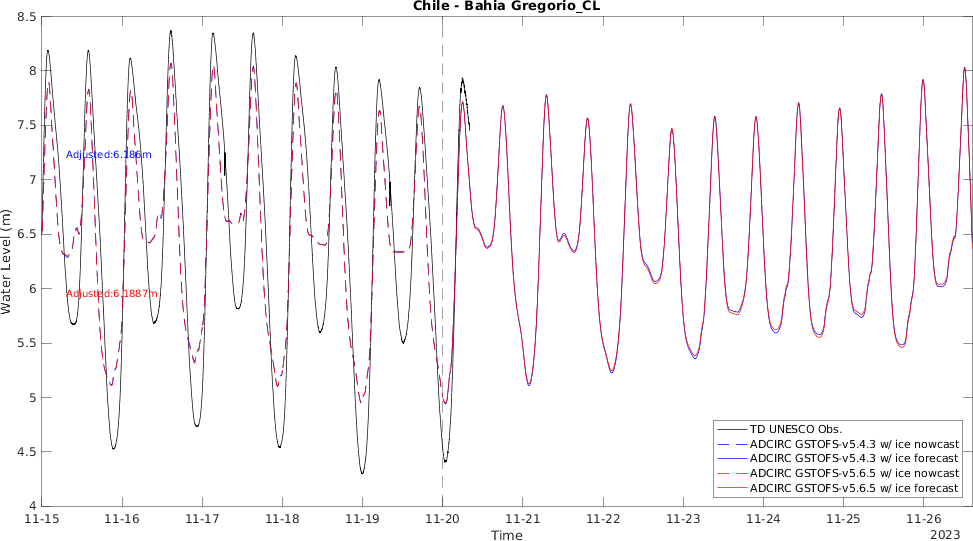 Chile - Bahia Gregorio_CL
8.5
8
7.5
7
6.5
6
5.5
5
4.5
4
Water Level (m)
Adjusted:6.186m
Adjusted:6.1887m
TD UNESCO Obs.
ADCIRC GSTOFS-v5.4.3 w/ ice nowcast
ADCIRC GSTOFS-v5.4.3 w/ ice forecast
ADCIRC GSTOFS-v5.6.5 w/ ice nowcast
ADCIRC GSTOFS-v5.6.5 w/ ice forecast
11-15 11-16 11-17 11-18 11-19 11-20 11-21 11-22 11-23 11-24 11-25 11-26
Time
2023